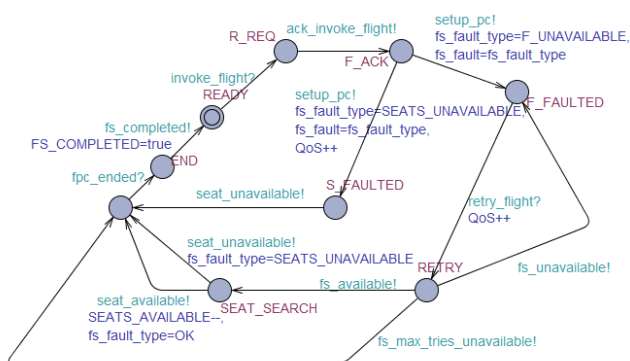 setup_pc!
fs_fault_type=F_UNAVAILABLE,
fs_fault=fs_fault_type
ack_invoke_flight!
R_REQ
F_ACK
invoke_flight?
READY
setup_pc!
fs_fault_type=SEATS_UNAVAILABLE,
fs_fault=fs_fault_type,
QoS++
F_FAULTED
fs_completed!
FS_COMPLETED=true
END
fpc_ended?
seat_unavailable!
S_FAULTED
retry_flight?
QoS++
seat_unavailable!
fs_fault_type=SEATS_UNAVAILABLE
RETRY
fs_unavailable!
fs_available!
seat_available!
SEATS_AVAILABLE--,
fs_fault_type=OK
SEAT_SEARCH
fs_max_tries_unavailable!